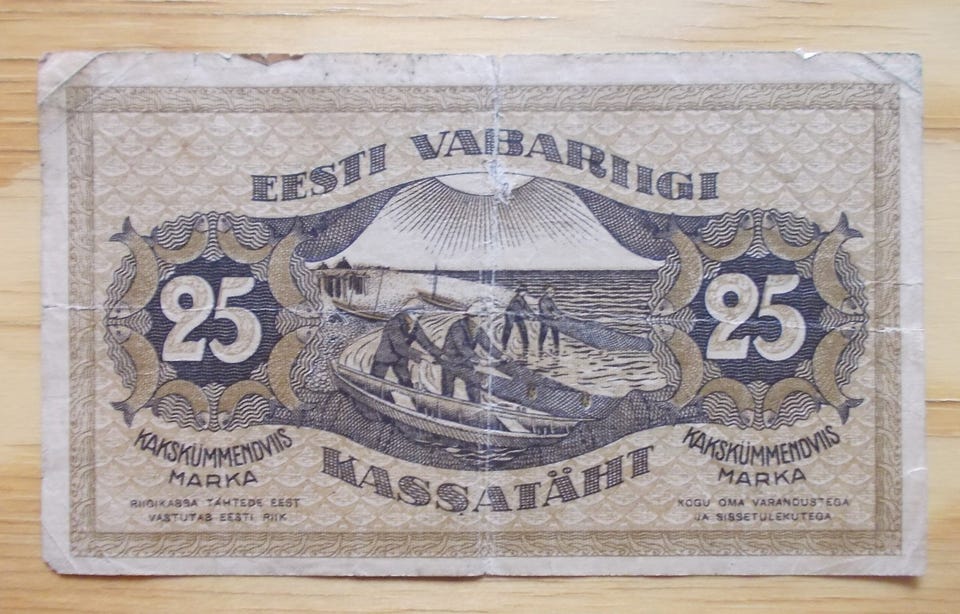 EESTI VABARIIGI
25
25
KAKSKÜMMENDVIIS
MARKA
KASSATÄHT
KAKSKÜMMENDVIIS
MARKA
RIIGIKASSA TÄHTEDE EEST
VASTUTAB EESTI RIIK
KOGU OMA VARANDUSTEGA
JA SISSETULEKUTEGA